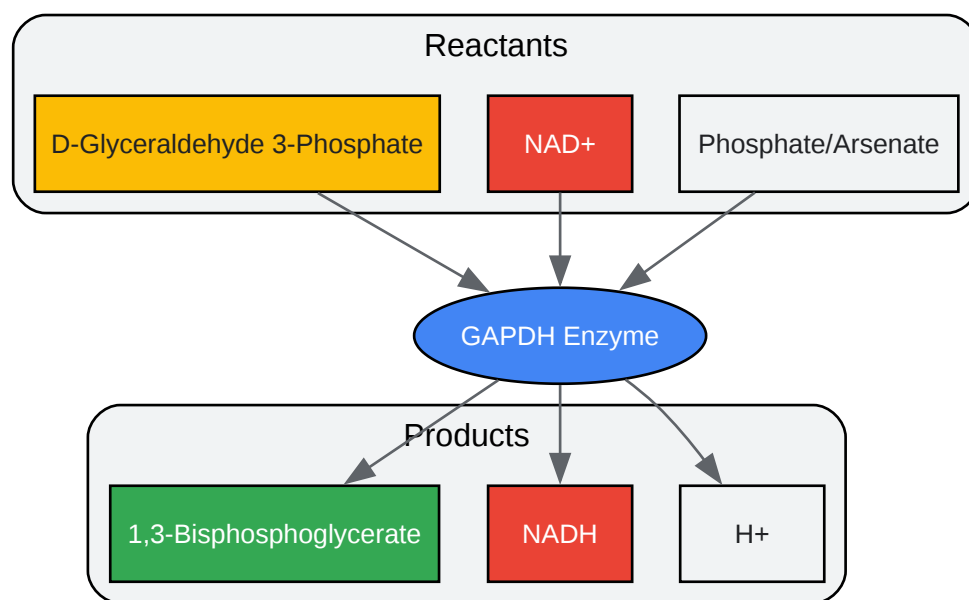 Reactants
D-Glyceraldehyde 3-Phosphate
NAD+
Phosphate/Arsenate
GAPDH Enzyme
Products
1,3-Bisphosphoglycerate
NADH
H+